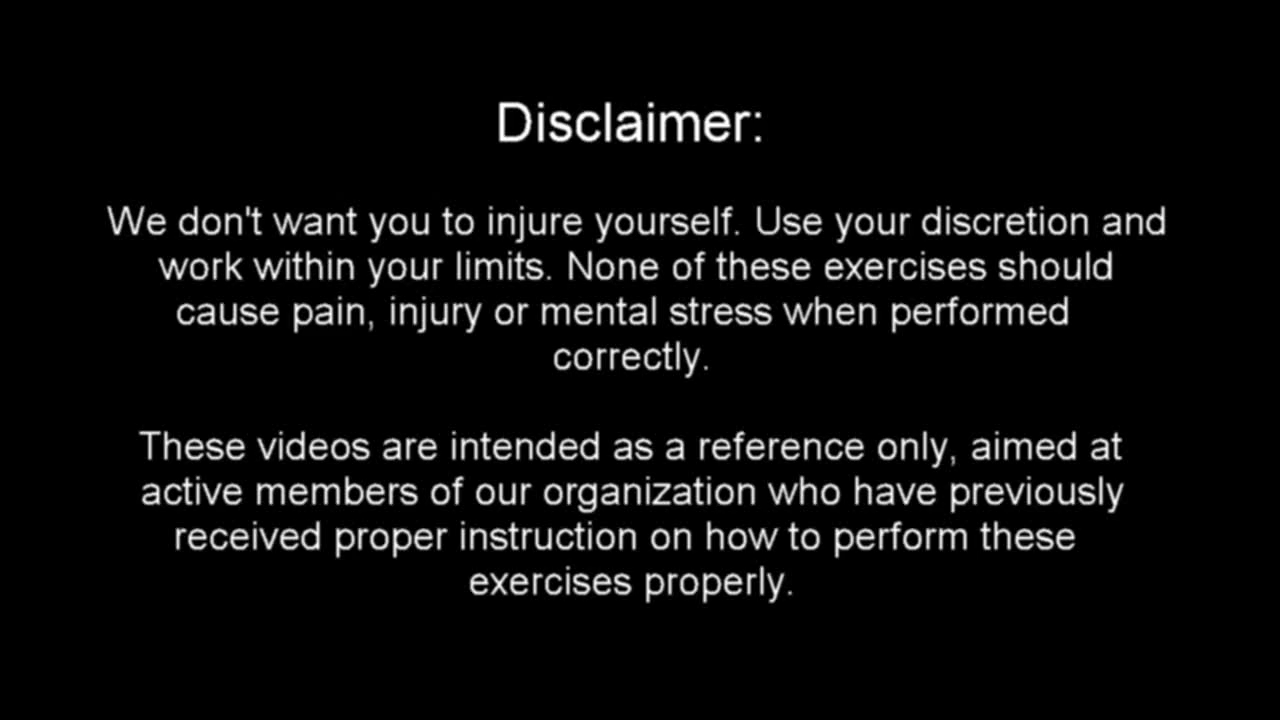 Disclaimer:
We don't want you to injure yourself. Use your discretion and
work within your limits. None of these exercises should
cause pain, injury or mental stress when performed
correctly.
These videos are intended as a reference only, aimed at
active members of our organization who have previously
received proper instruction on how to perform these
exercises properly.